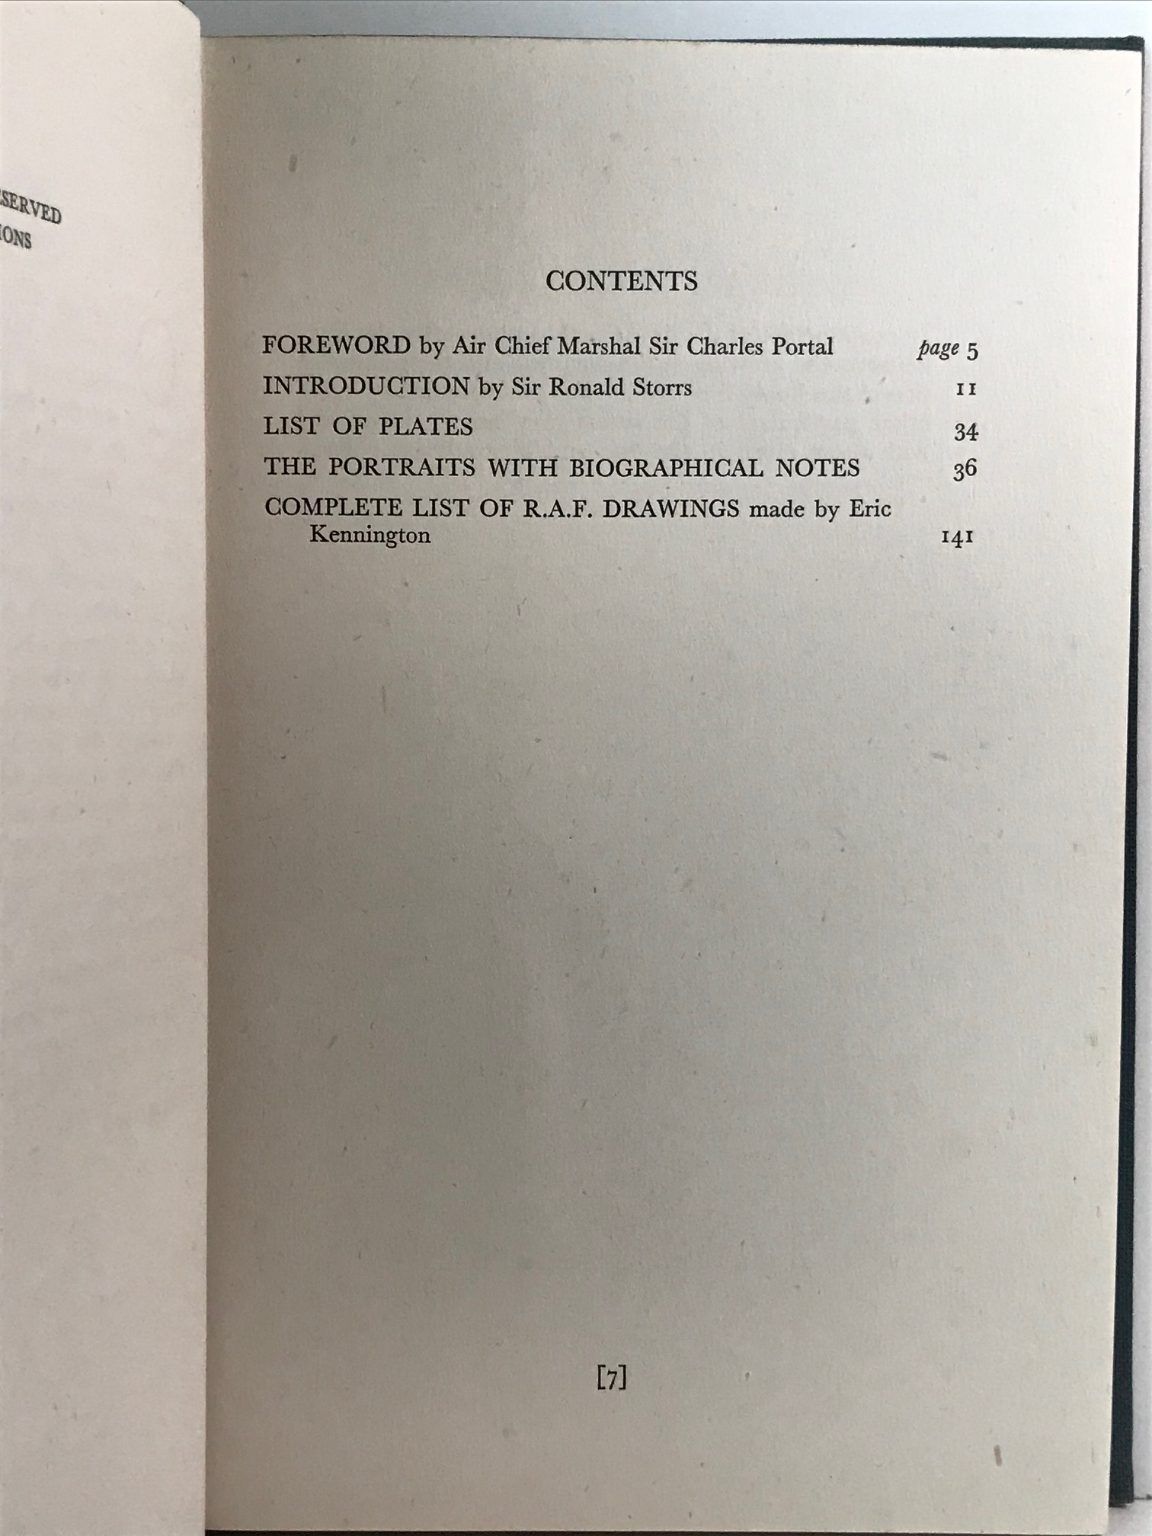 SERVED
IONS
CONTENTS
FOREWORD by Air Chief Marshal Sir Charles Portal page 5
INTRODUCTION by Sir Ronald Storrs 11
LIST OF PLATES 34
THE PORTRAITS WITH BIOGRAPHICAL NOTES 36
COMPLETE LIST OF R.A.F. DRAWINGS made by Eric
Kennington 141
[7]